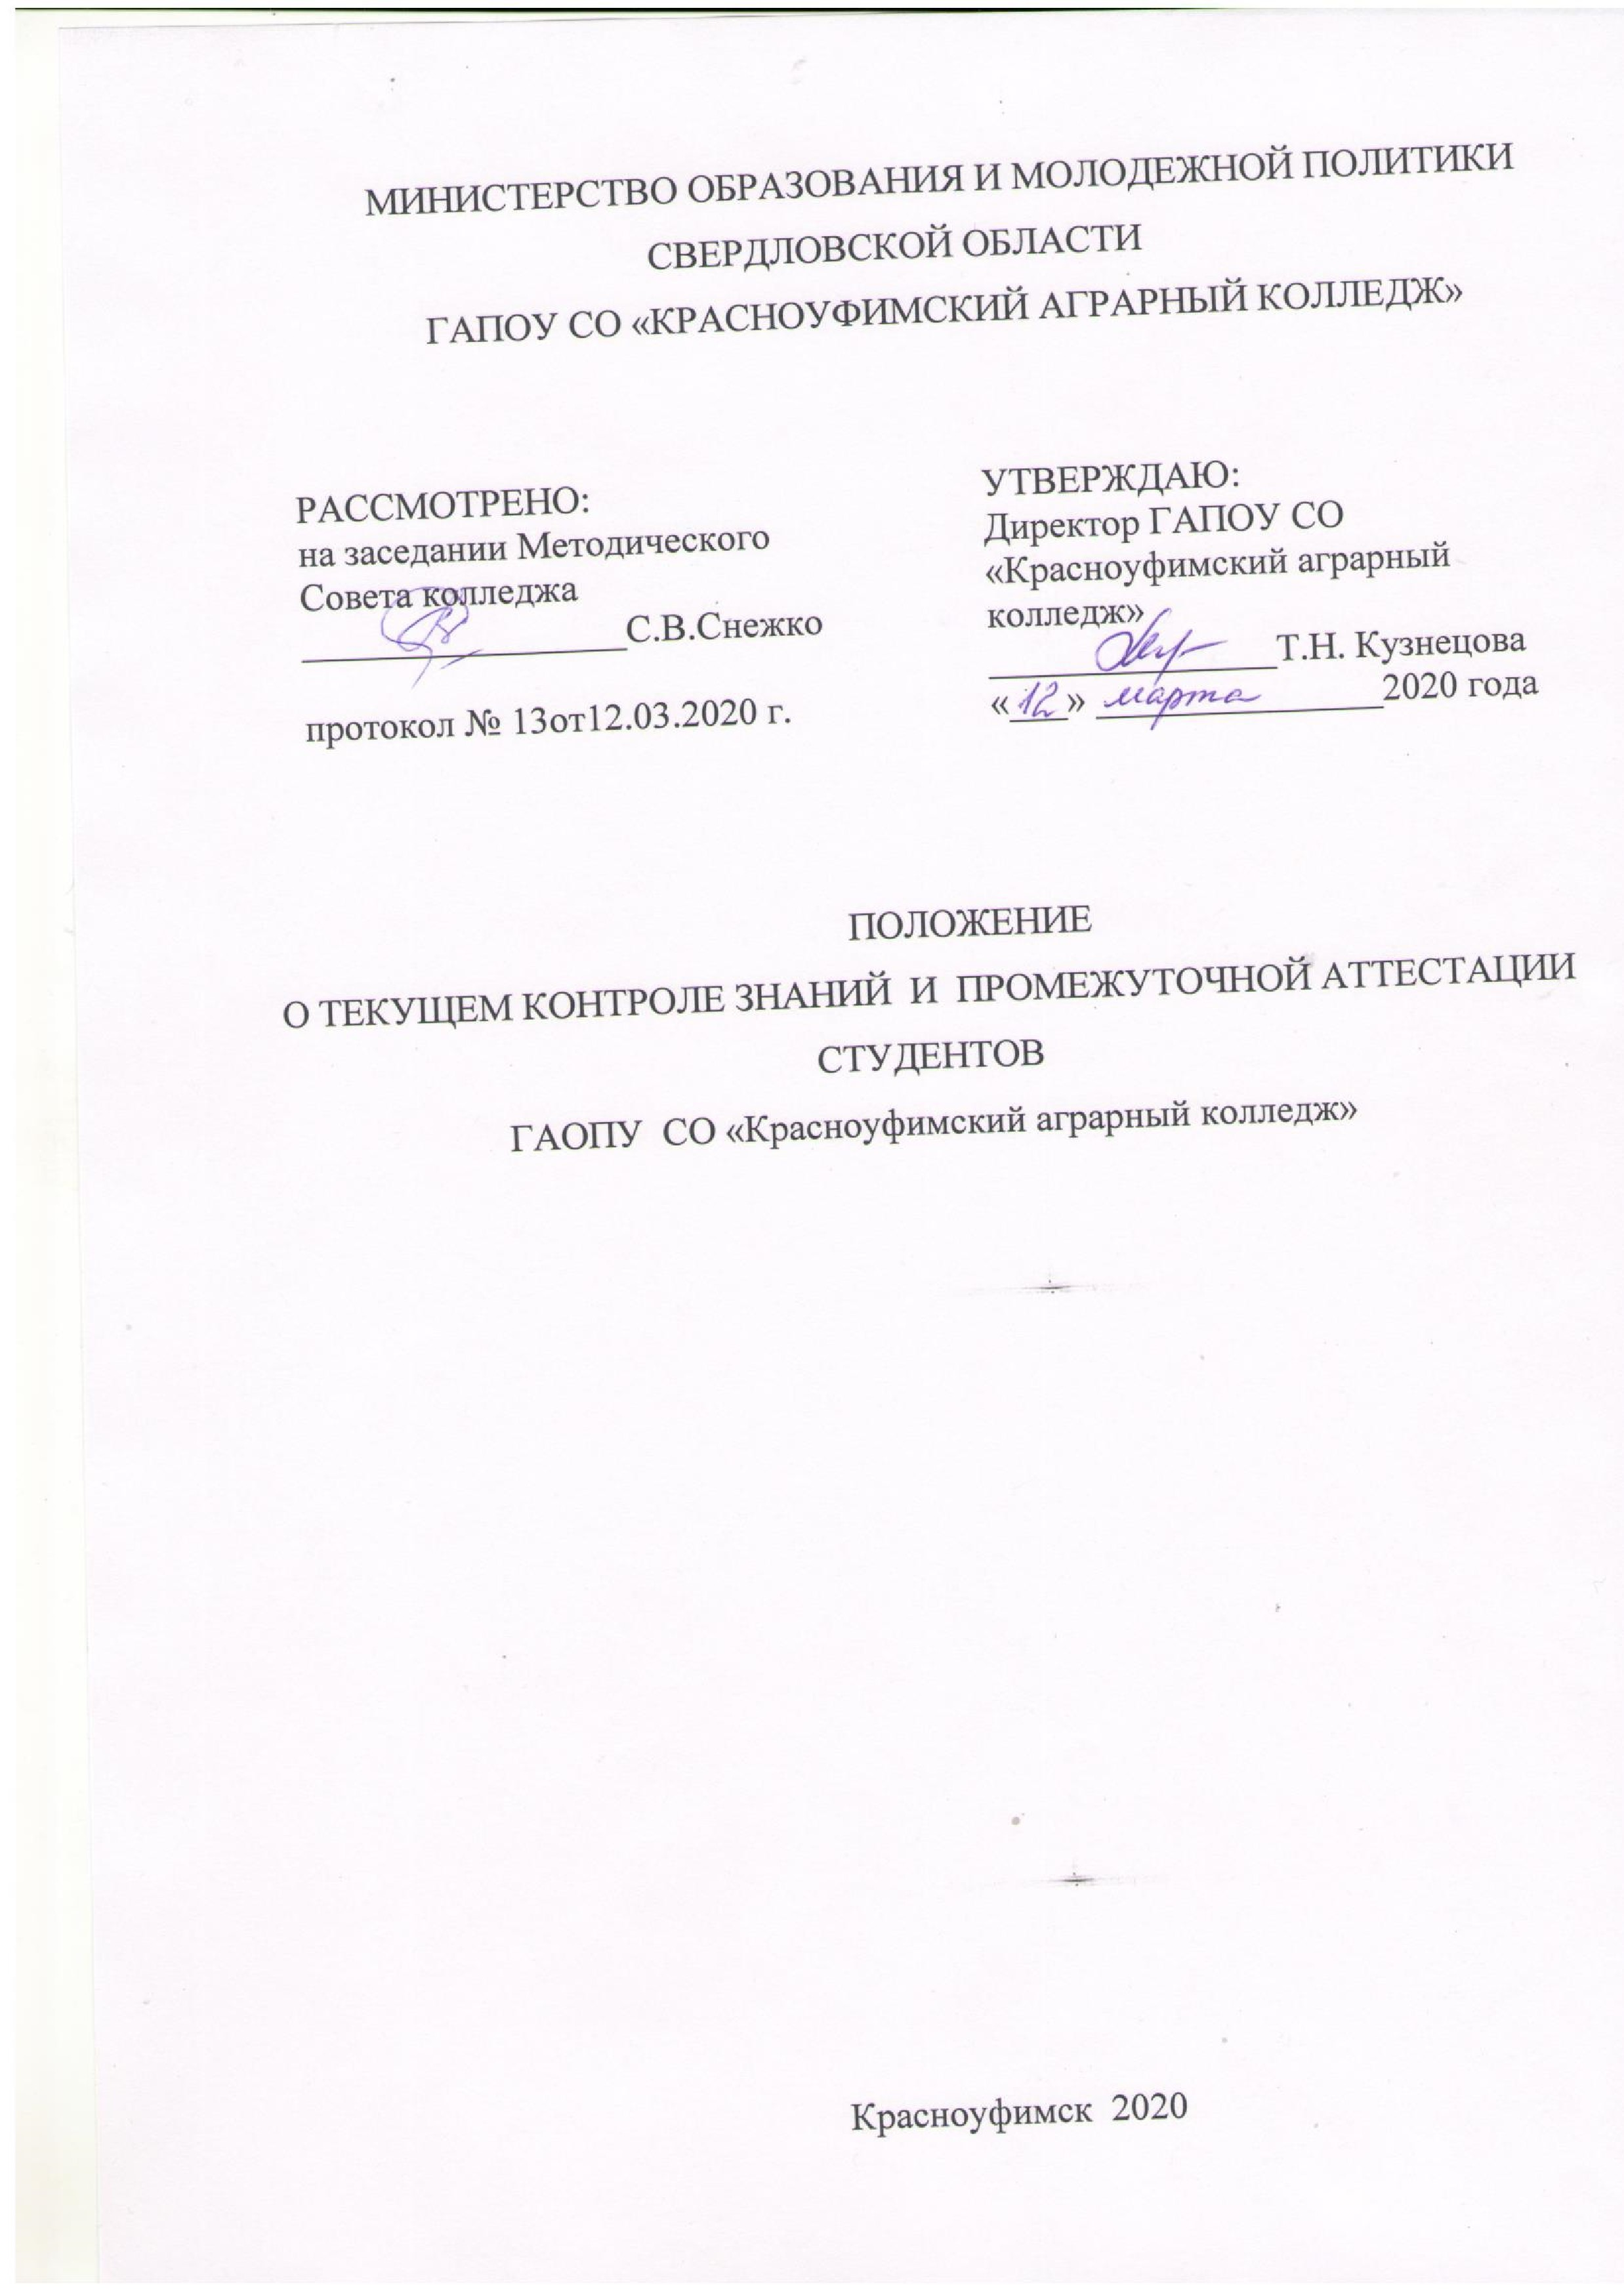 МИНИСТЕРСТВО ОБРАЗОВАНИЯ И МОЛОДЕЖНОЙ ПОЛИТИКИ
СВЕРДЛОВСКОЙ ОБЛАСТИ
ГАПОУ СО «КРАСНОУФИМСКИЙ АГРАРНЫЙ КОЛЛЕДЖ»
РАССМОТРЕНО:
на заседании Методического
Совета колледжа
С.В.Снежко
протокол № 13от12.03.2020 г.
УТВЕРЖДАЮ:
Директор ГАПОУ СО
«Красноуфимский аграрный
колледж»
Т.Н. Кузнецова
«12» марта 2020 года
ПОЛОЖЕНИЕ
О ТЕКУЩЕМ КОНТРОЛЕ ЗНАНИЙ И ПРОМЕЖУТОЧНОЙ АТТЕСТАЦИИ
СТУДЕНТОВ
ГАОПУ СО «Красноуфимский аграрный колледж»
Красноуфимск 2020